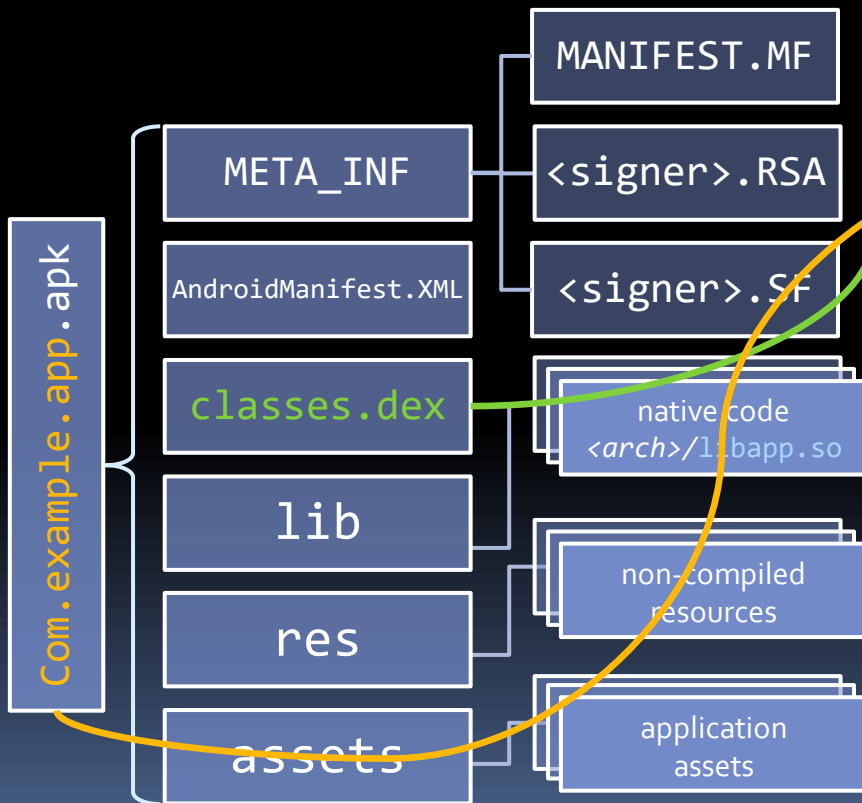 Com.example.app.apk
META_INF
AndroidManifest.XML
classes.dex
lib
res
assets
MANIFEST.MF
<signer>.RSA
<signer>.SF
native code
<arch>/libapp.so
non-compiled
resources
application
assets